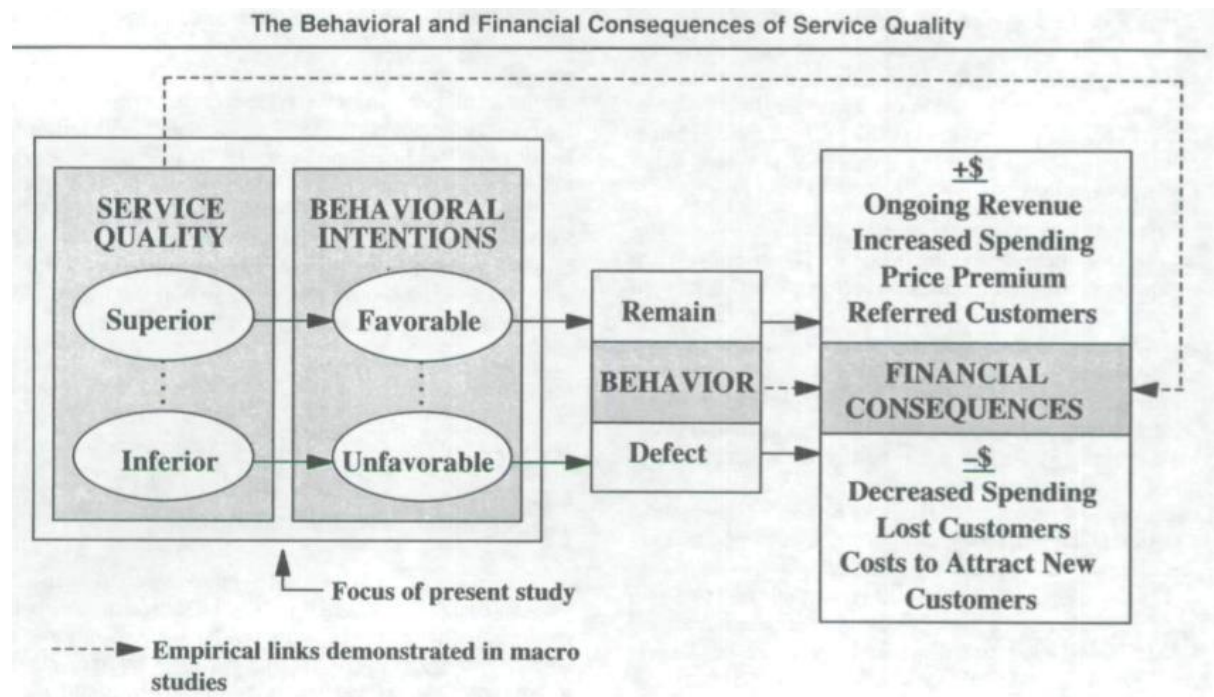 The Behavioral and Financial Consequences of Service Quality
SERVICE
QUALITY
Superior
Inferior
BEHAVIORAL
INTENTIONS
Favorable
Unfavorable
Focus of present study
Remain
BEHAVIOR
Defect
+$
Ongoing Revenue
Increased Spending
Price Premium
Referred Customers
FINANCIAL
CONSEQUENCES
–$
Decreased Spending
Lost Customers
Costs to Attract New
Customers
Empirical links demonstrated in macro
studies